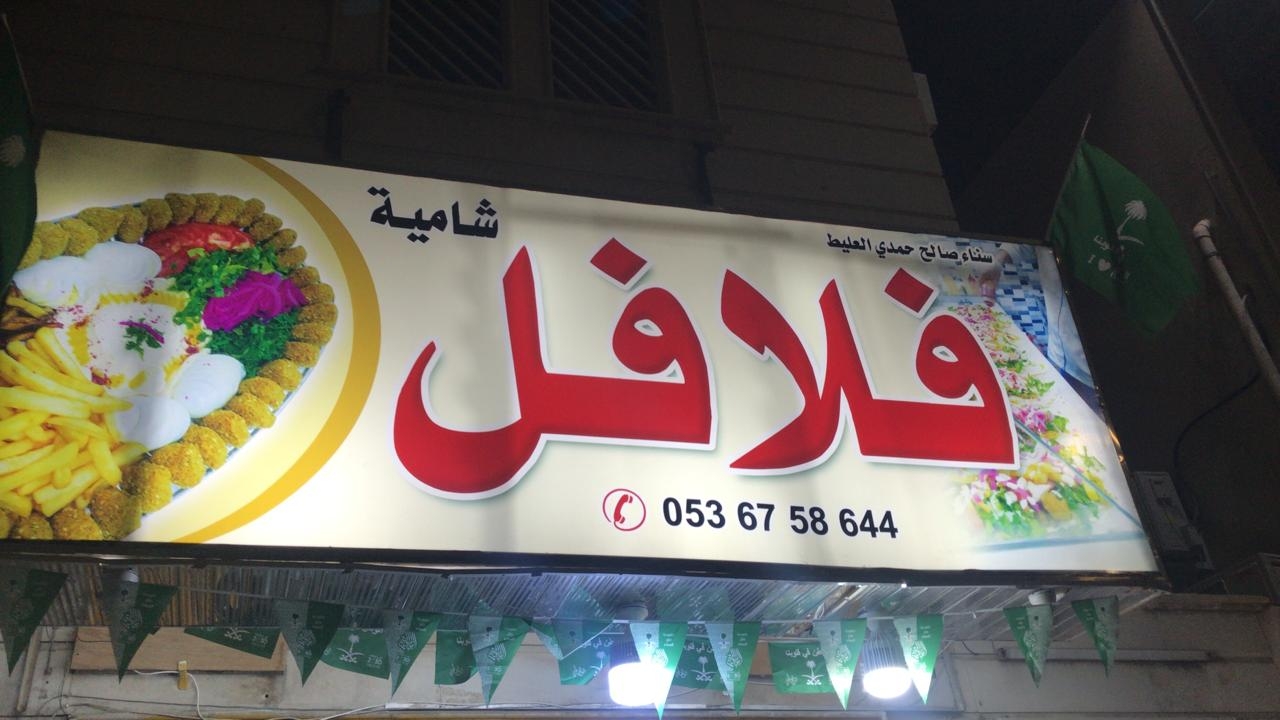 شامية
سناء صالح حمدي العليط
فلافل
053 67 58 644